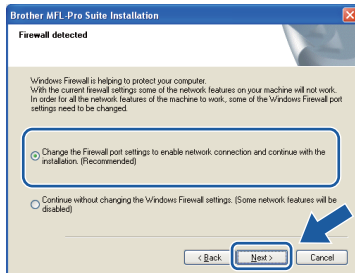 Brother MFL-Pro Suite Installation
Firewall detected
Windows Firewall is helping to protect your computer.
With the current firewall settings some of the network features on your machine will not work.
In order for all the network features of the machine to work, some of the Windows Firewall port
settings need to be changed.
Change the Firewall port settings to enable network connection and continue with the
installation. (Recommended)
Continue without changing the Windows Firewall settings. (Some network features will be
disabled)
< Back
Next >
Cancel